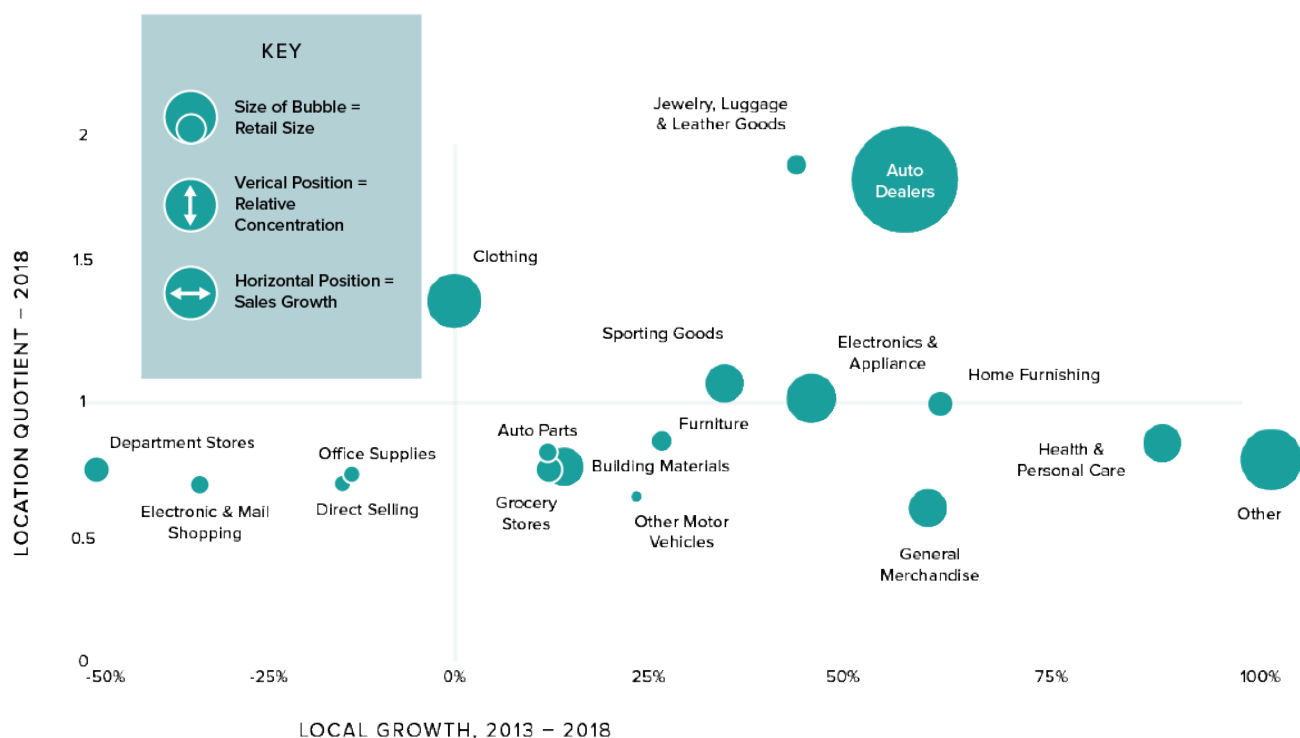 KEY
Size of Bubble =
Retail Size
Verical Position =
Relative
Concentration
Horizontal Position =
Sales Growth
LOCATION QUOTIENT – 2018
2
1.5
1
0.5
0
Jewelry, Luggage
& Leather Goods
Auto
Dealers
Clothing
Sporting Goods
Electronics &
Appliance
Home Furnishing
Department Stores
Office Supplies
Auto Parts
Furniture
Building Materials
Health &
Personal Care
Electronic & Mail
Shopping
Direct Selling
Grocery
Stores
Other Motor
Vehicles
General
Merchandise
Other
-50%
-25%
0%
25%
50%
75%
100%
LOCAL GROWTH, 2013 – 2018